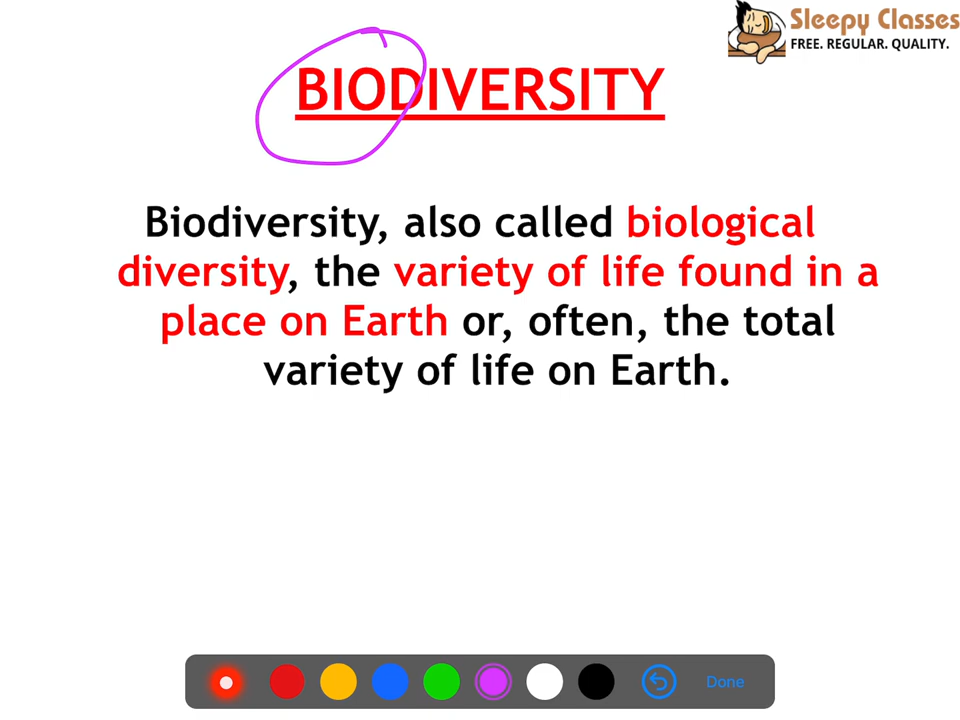 Sleepy Classes
FREE. REGULAR. QUALITY.
BIODIVERSITY
Biodiversity, also called biological
diversity, the variety of life found in a
place on Earth or, often, the total
variety of life on Earth.
Done